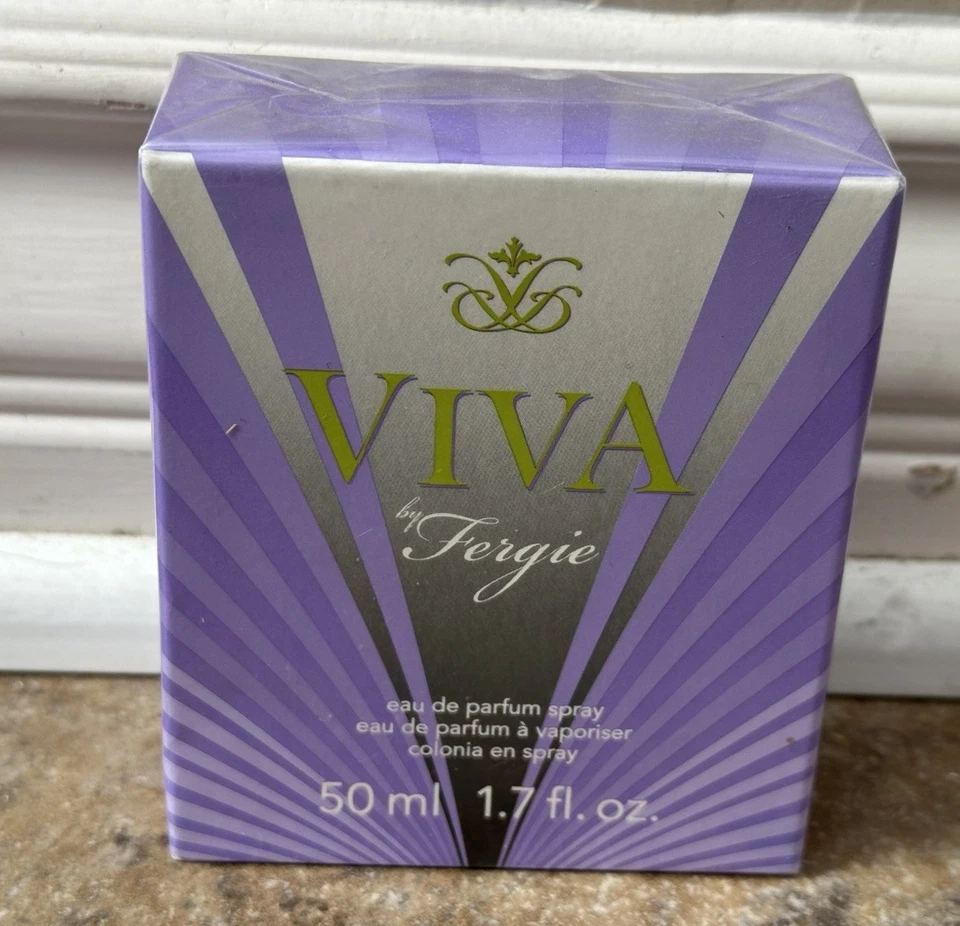 VIVA
by Fergie
eau de parfum spray
eau de parfum à vaporiser
colonia en spray
50 ml 1.7 fl. oz.